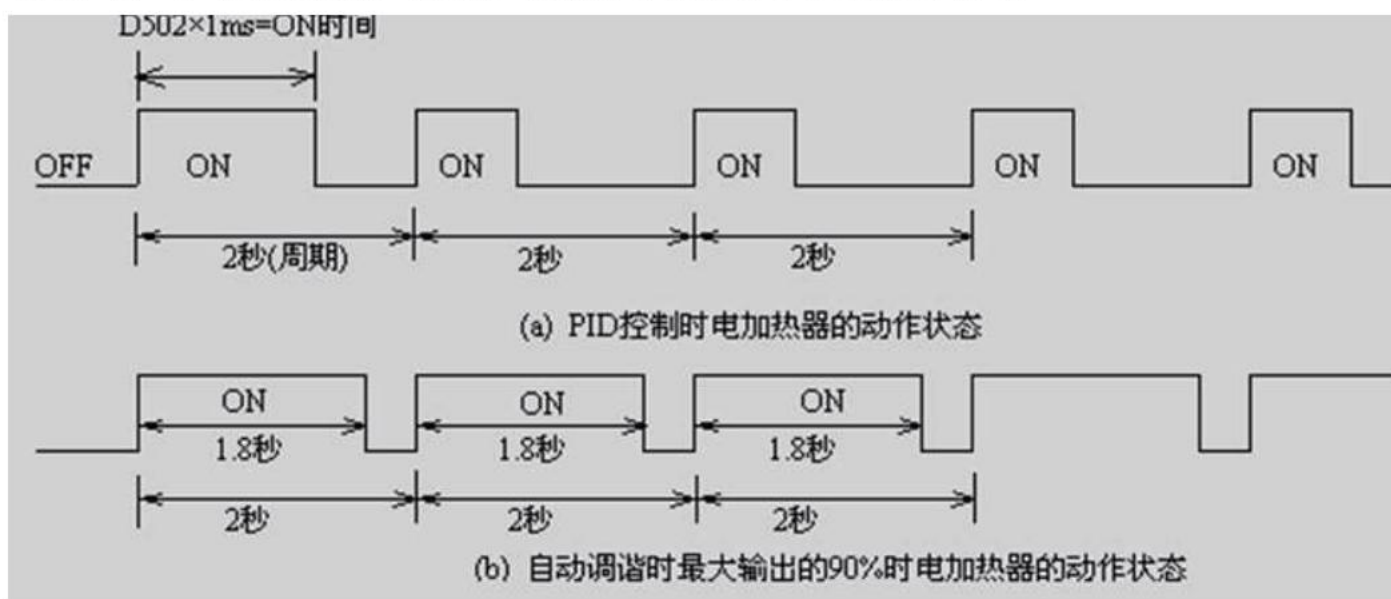 D502×1ms=ON时间
OFF ON ON ON ON ON
2秒(周期) 2秒 2秒
(a) PID控制时电加热器的动作状态
ON ON ON
1.8秒 1.8秒 1.8秒
2秒 2秒 2秒
(b) 自动调谐时最大输出的90%时电加热器的动作状态